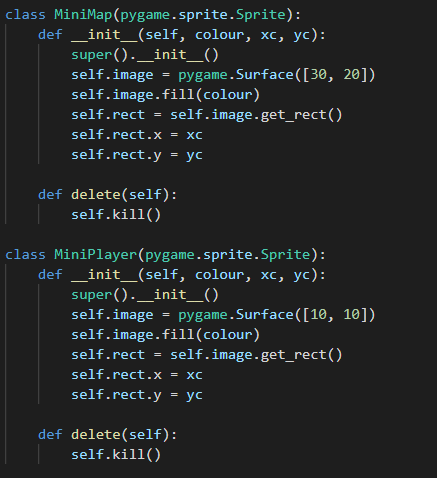 class MiniMap(pygame.sprite.Sprite):
    def __init__(self, colour, xc, yc):
        super().__init__()
        self.image = pygame.Surface([30, 20])
        self.image.fill(colour)
        self.rect = self.image.get_rect()
        self.rect.x = xc
        self.rect.y = yc

    def delete(self):
        self.kill()

class MiniPlayer(pygame.sprite.Sprite):
    def __init__(self, colour, xc, yc):
        super().__init__()
        self.image = pygame.Surface([10, 10])
        self.image.fill(colour)
        self.rect = self.image.get_rect()
        self.rect.x = xc
        self.rect.y = yc

    def delete(self):
        self.kill()